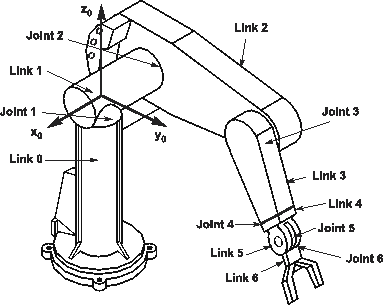 z0
Joint 2
Link 2
Link 1
Joint 1
Joint 3
x0
y0
Link 0
Link 3
Link 4
Joint 4
Joint 5
Link 5
Joint 6
Link 6